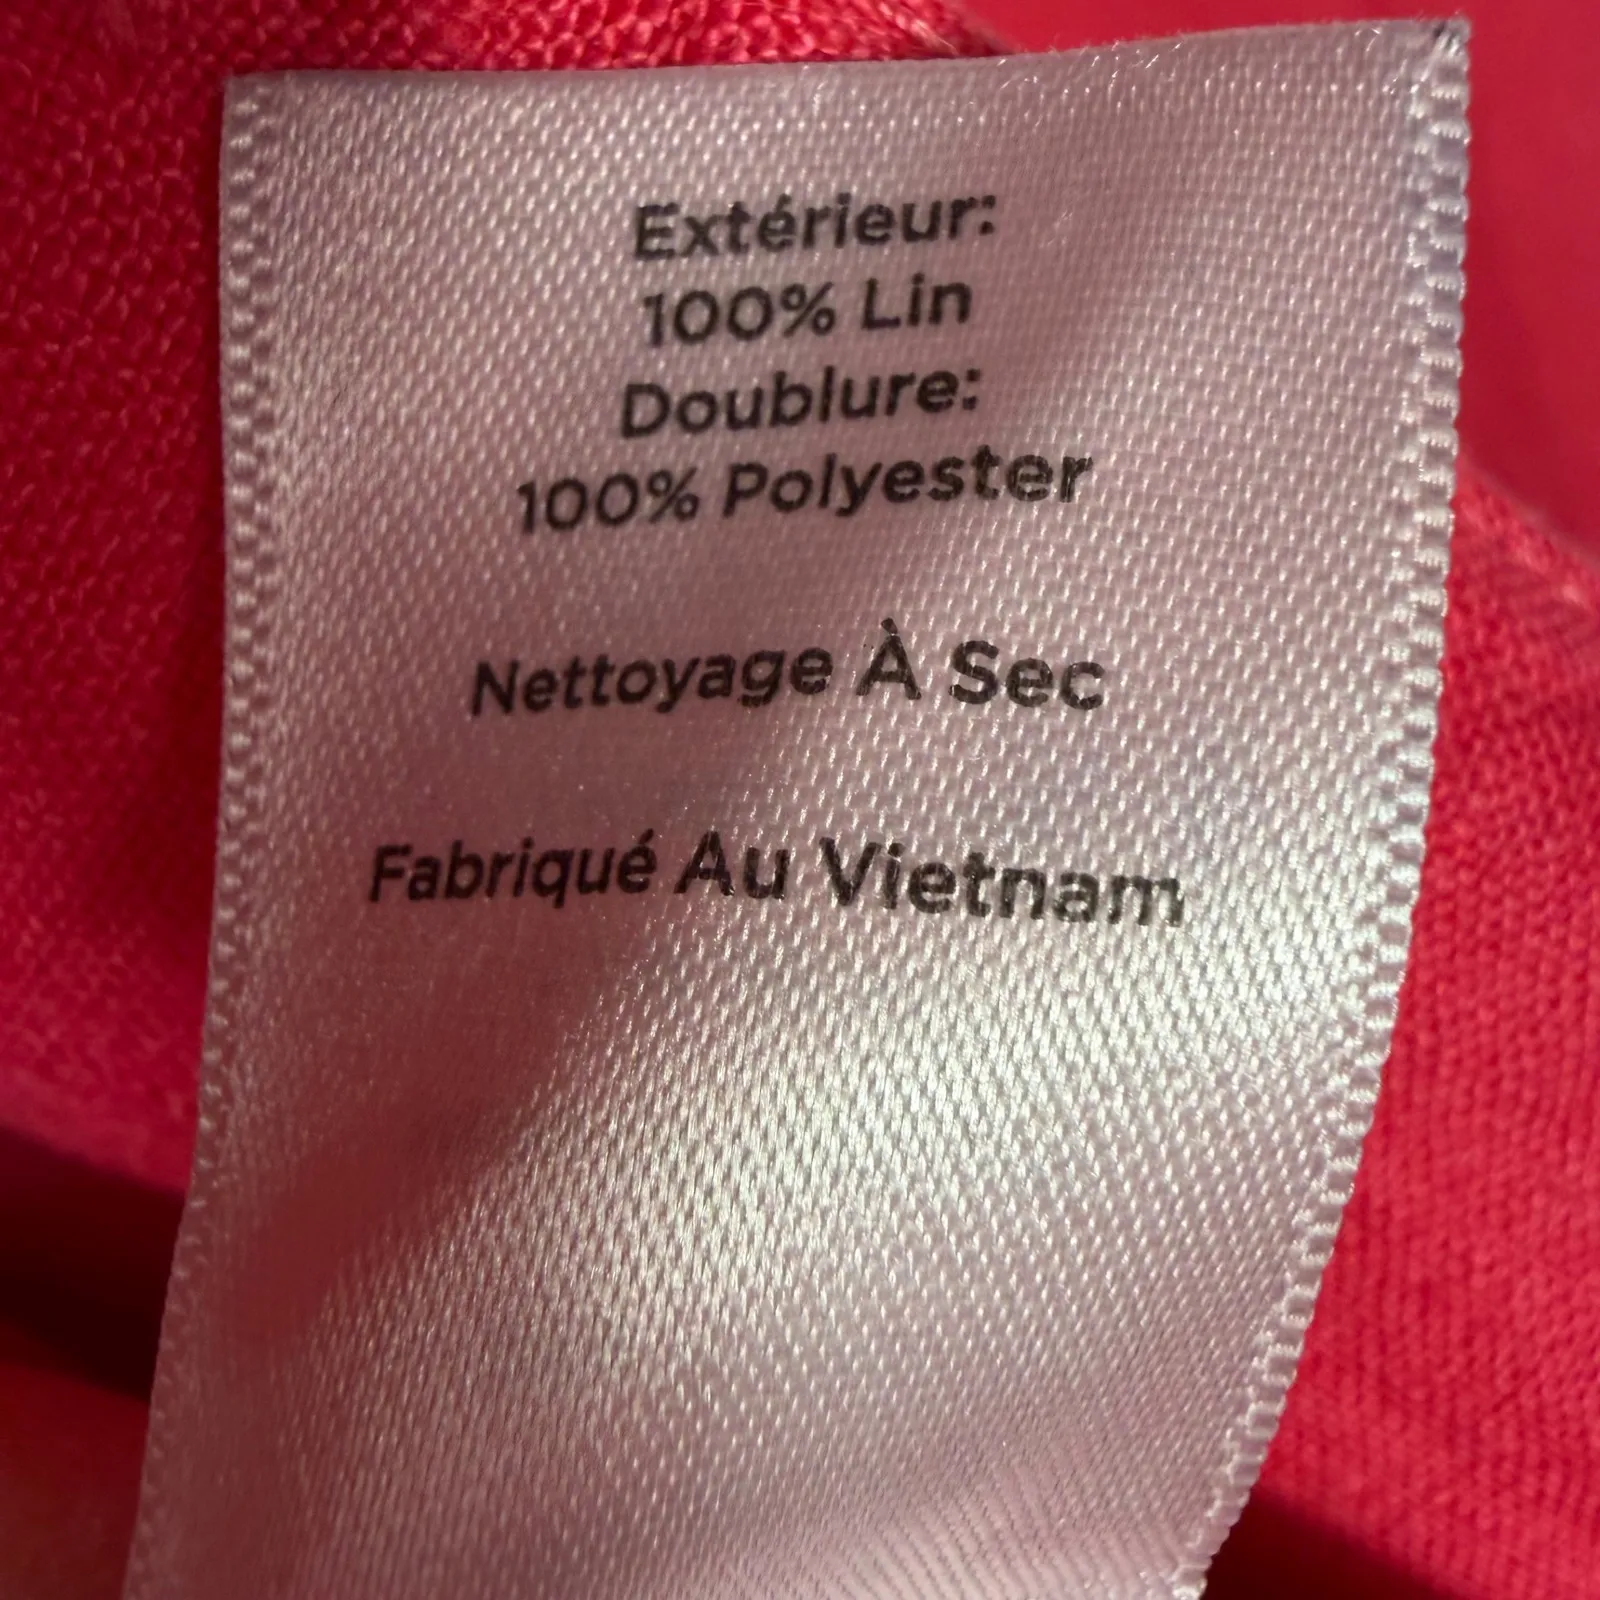 Extérieur:
100% Lin
Doublure:
100% Polyester
Nettoyage À Sec
Fabriqué Au Vietnam